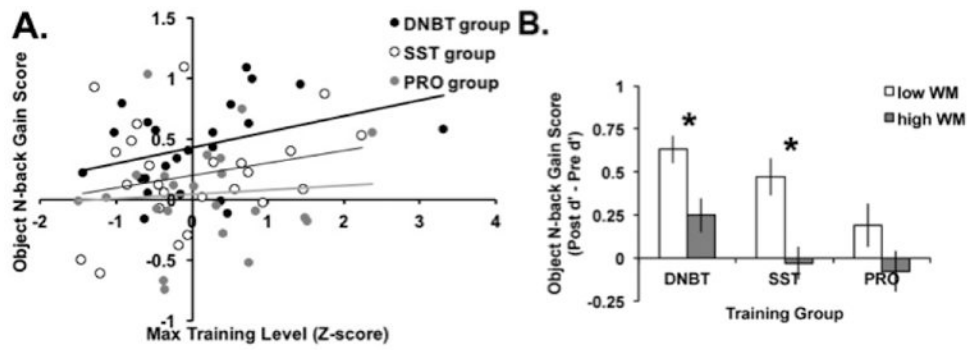 A.
Object N-back Gain Score
1.5
1
0.5
0
-0.5
-1
-2
-1
0
1
2
3
4
Max Training Level (Z-score)
DNBT group
SST group
PRO group
B.
Object N-back Gain Score
(Post d' - Pre d')
1
0.75
0.5
0.25
0
-0.25
*
*
low WM
high WM
DNBT
SST
PRO
Training Group